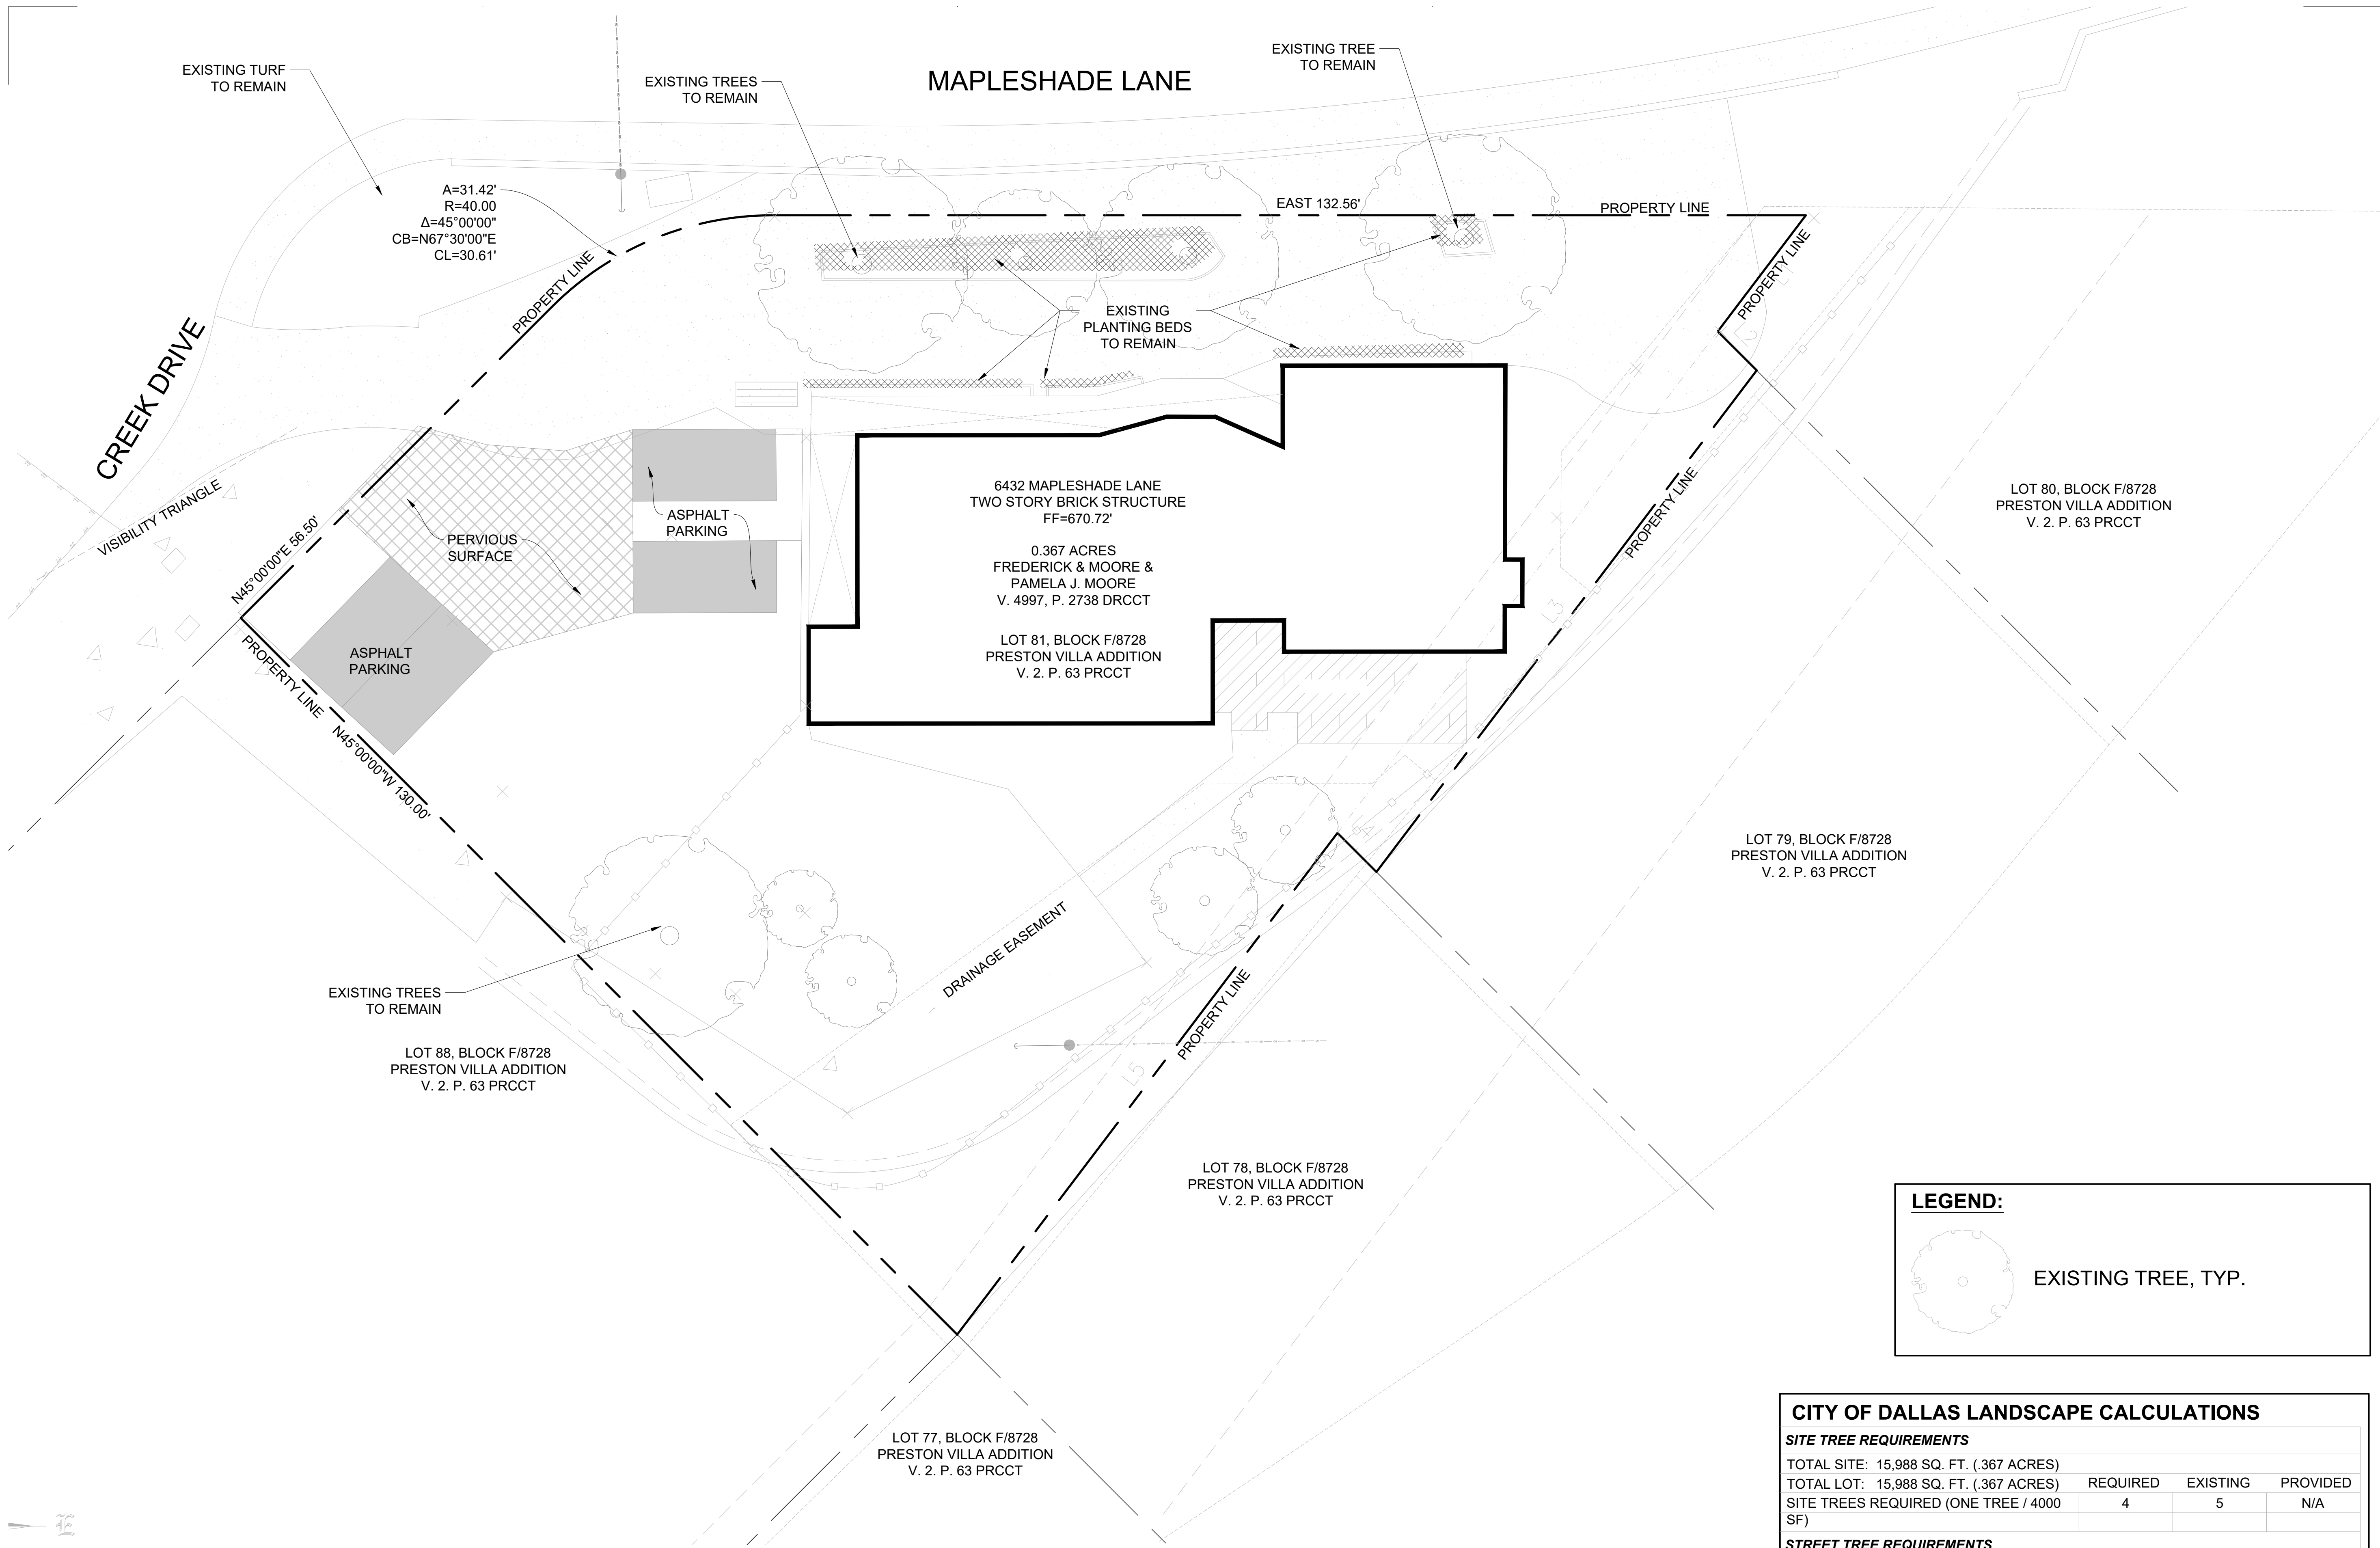 MAPLESHADE LANE
EXISTING TURF
TO REMAIN
EXISTING TREES
TO REMAIN
EXISTING TREE
TO REMAIN
A=31.42'
R=40.00
Δ=45°00'00"
CB=N67°30'00"E
CL=30.61'
EAST 132.56'
PROPERTY LINE
PROPERTY LINE
PROPERTY LINE
CREEK DRIVE
EXISTING
PLANTING BEDS
TO REMAIN
L2
VISIBILITY TRIANGLE
N45°00'00"E 56.50'
PERVIOUS
SURFACE
ASPHALT
PARKING
ASPHALT
PARKING
6432 MAPLESHADE LANE
TWO STORY BRICK STRUCTURE
FF=670.72'
0.367 ACRES
FREDERICK & MOORE &
PAMELA J. MOORE
V. 4997, P. 2738 DRCCT
LOT 81, BLOCK F/8728
PRESTON VILLA ADDITION
V. 2. P. 63 PRCCT
PROPERTY LINE
L3
LOT 80, BLOCK F/8728
PRESTON VILLA ADDITION
V. 2. P. 63 PRCCT
PROPERTY LINE
N45°00'00"W 130.00'
LOT 79, BLOCK F/8728
PRESTON VILLA ADDITION
V. 2. P. 63 PRCCT
DRAINAGE EASEMENT
EXISTING TREES
TO REMAIN
PROPERTY LINE
L5
LOT 88, BLOCK F/8728
PRESTON VILLA ADDITION
V. 2. P. 63 PRCCT
LOT 78, BLOCK F/8728
PRESTON VILLA ADDITION
V. 2. P. 63 PRCCT
LOT 77, BLOCK F/8728
PRESTON VILLA ADDITION
V. 2. P. 63 PRCCT
LEGEND:
EXISTING TREE, TYP.
CITY OF DALLAS LANDSCAPE CALCULATIONS
SITE TREE REQUIREMENTS
TOTAL SITE: 15,988 SQ. FT. (.367 ACRES)
TOTAL LOT: 15,988 SQ. FT. (.367 ACRES) REQUIRED EXISTING PROVIDED
SITE TREES REQUIRED (ONE TREE / 4000 4 5 N/A
SF)
STREET TREE REQUIREMENTS